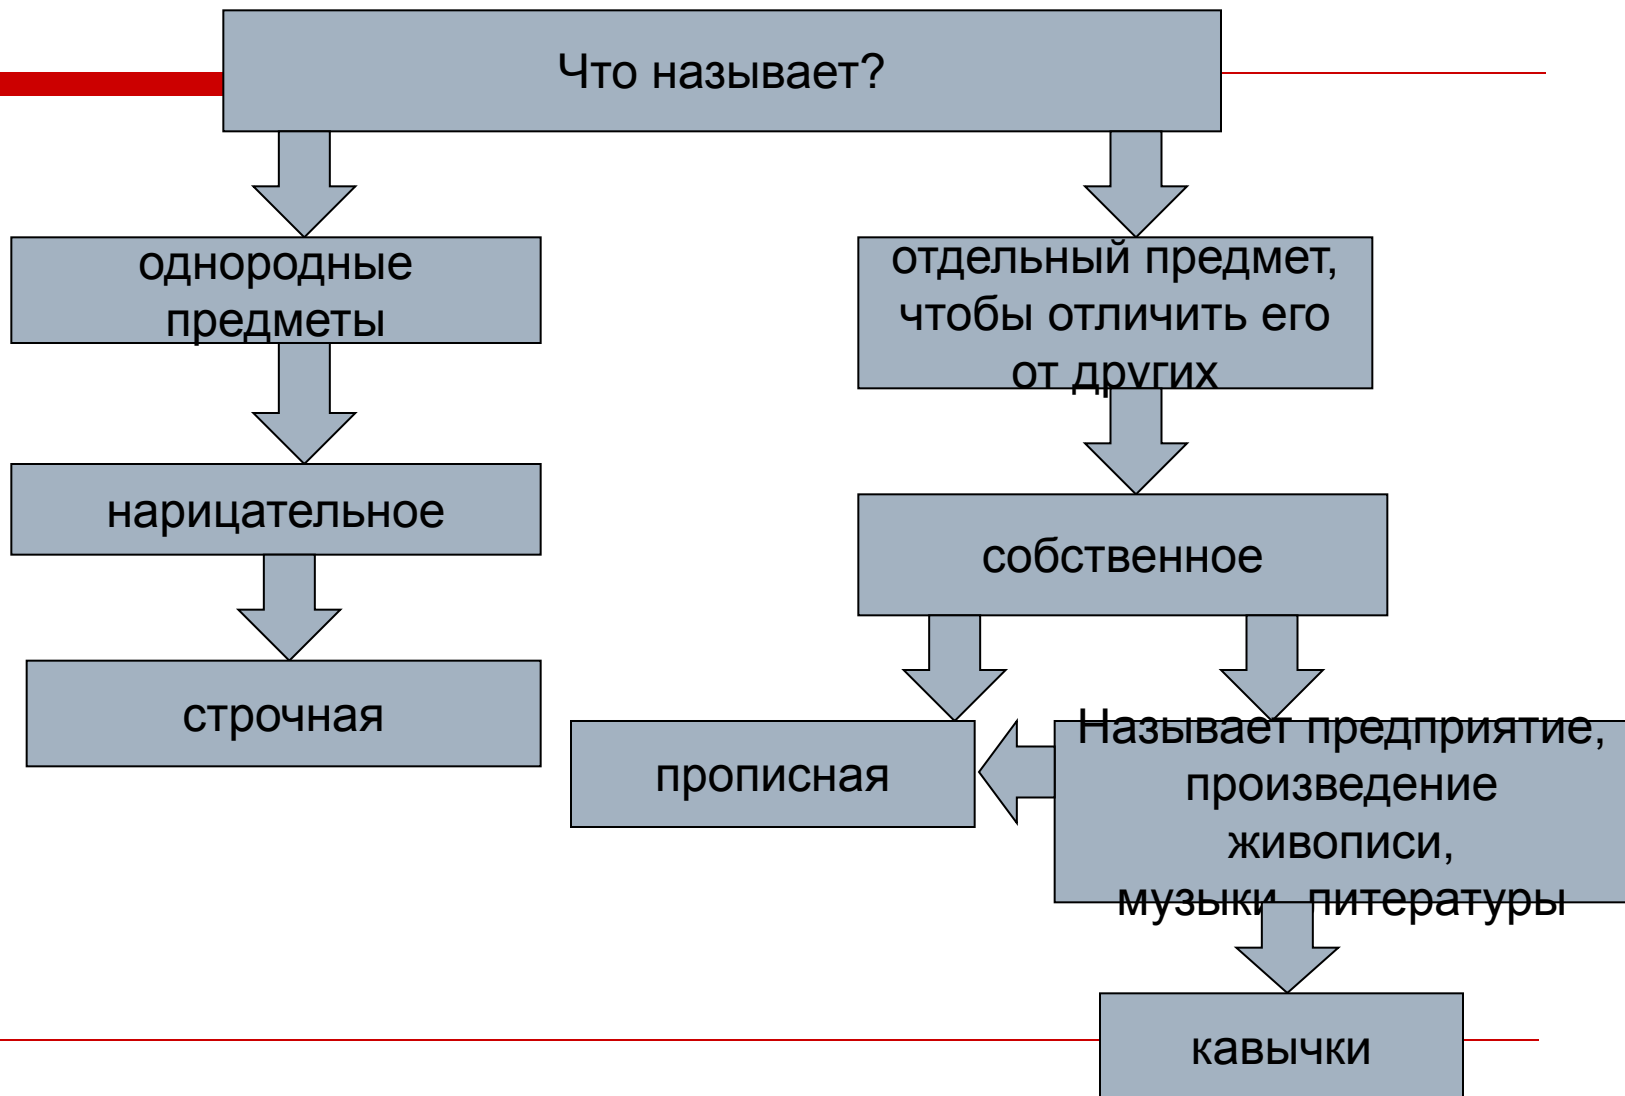 Что называет?
однородные
предметы
отдельный предмет,
чтобы отличить его
от других
нарицательное
собственное
строчная
прописная
Называет предприятие,
произведение
живописи,
музыки, литературы
кавычки